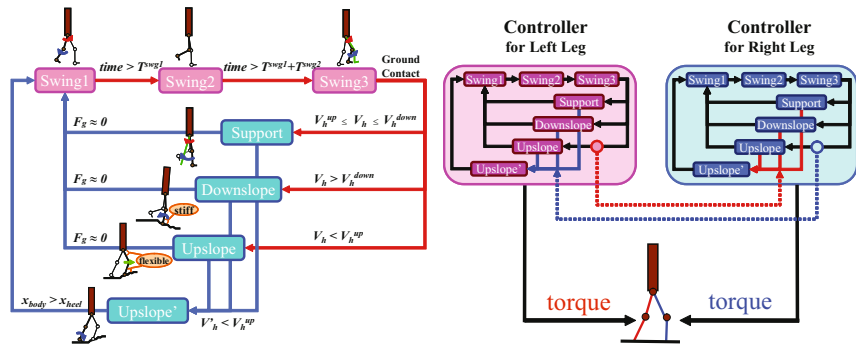 time > T^swg1
time > T^swg1+T^swg2
Ground
Contact
Swing1
Swing2
Swing3
F_g ≈ 0
Support
V_h^up ≤ V_h ≤ V_h^down
F_g ≈ 0
Downslope
V_h > V_h^down
stiff
F_g ≈ 0
Upslope
V_h < V_h^up
flexible
x_body > x_heel
Upslope’
V’_h < V_h^up
Controller
for Left Leg
Swing1
Swing2
Swing3
Support
Downslope
Upslope
Upslope’
Controller
for Right Leg
Swing1
Swing2
Swing3
Support
Downslope
Upslope
Upslope’
torque
torque